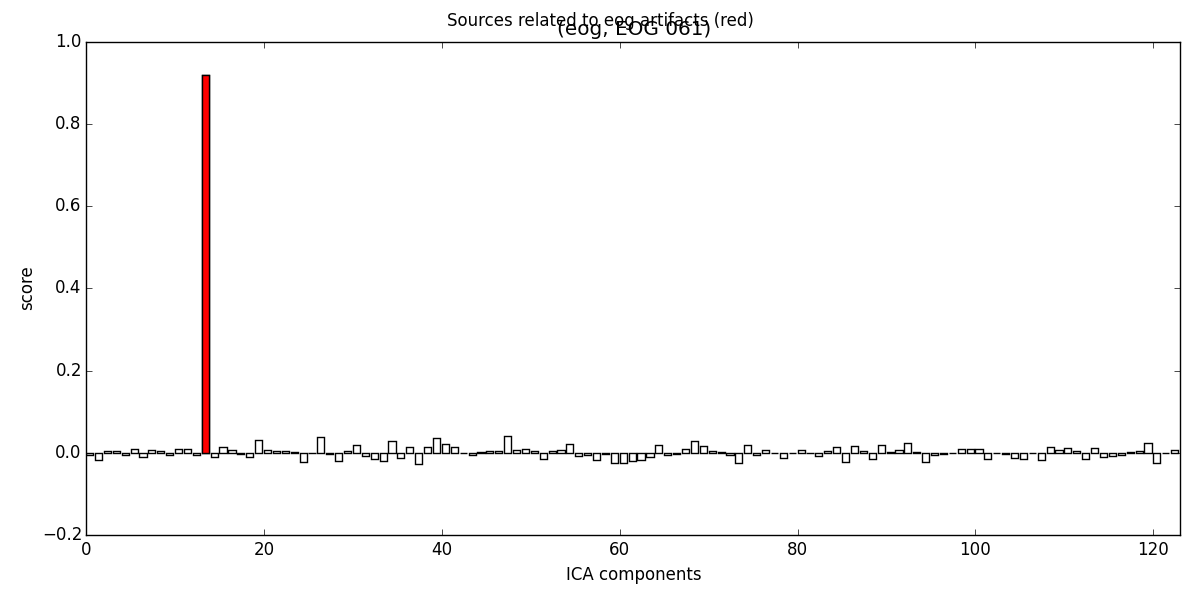 Sources related to eog artifacts (red)
(eog, EOG 061)
1.0
0.8
0.6
0.4
0.2
0.0
−0.2
score
0 20 40 60 80 100 120
ICA components